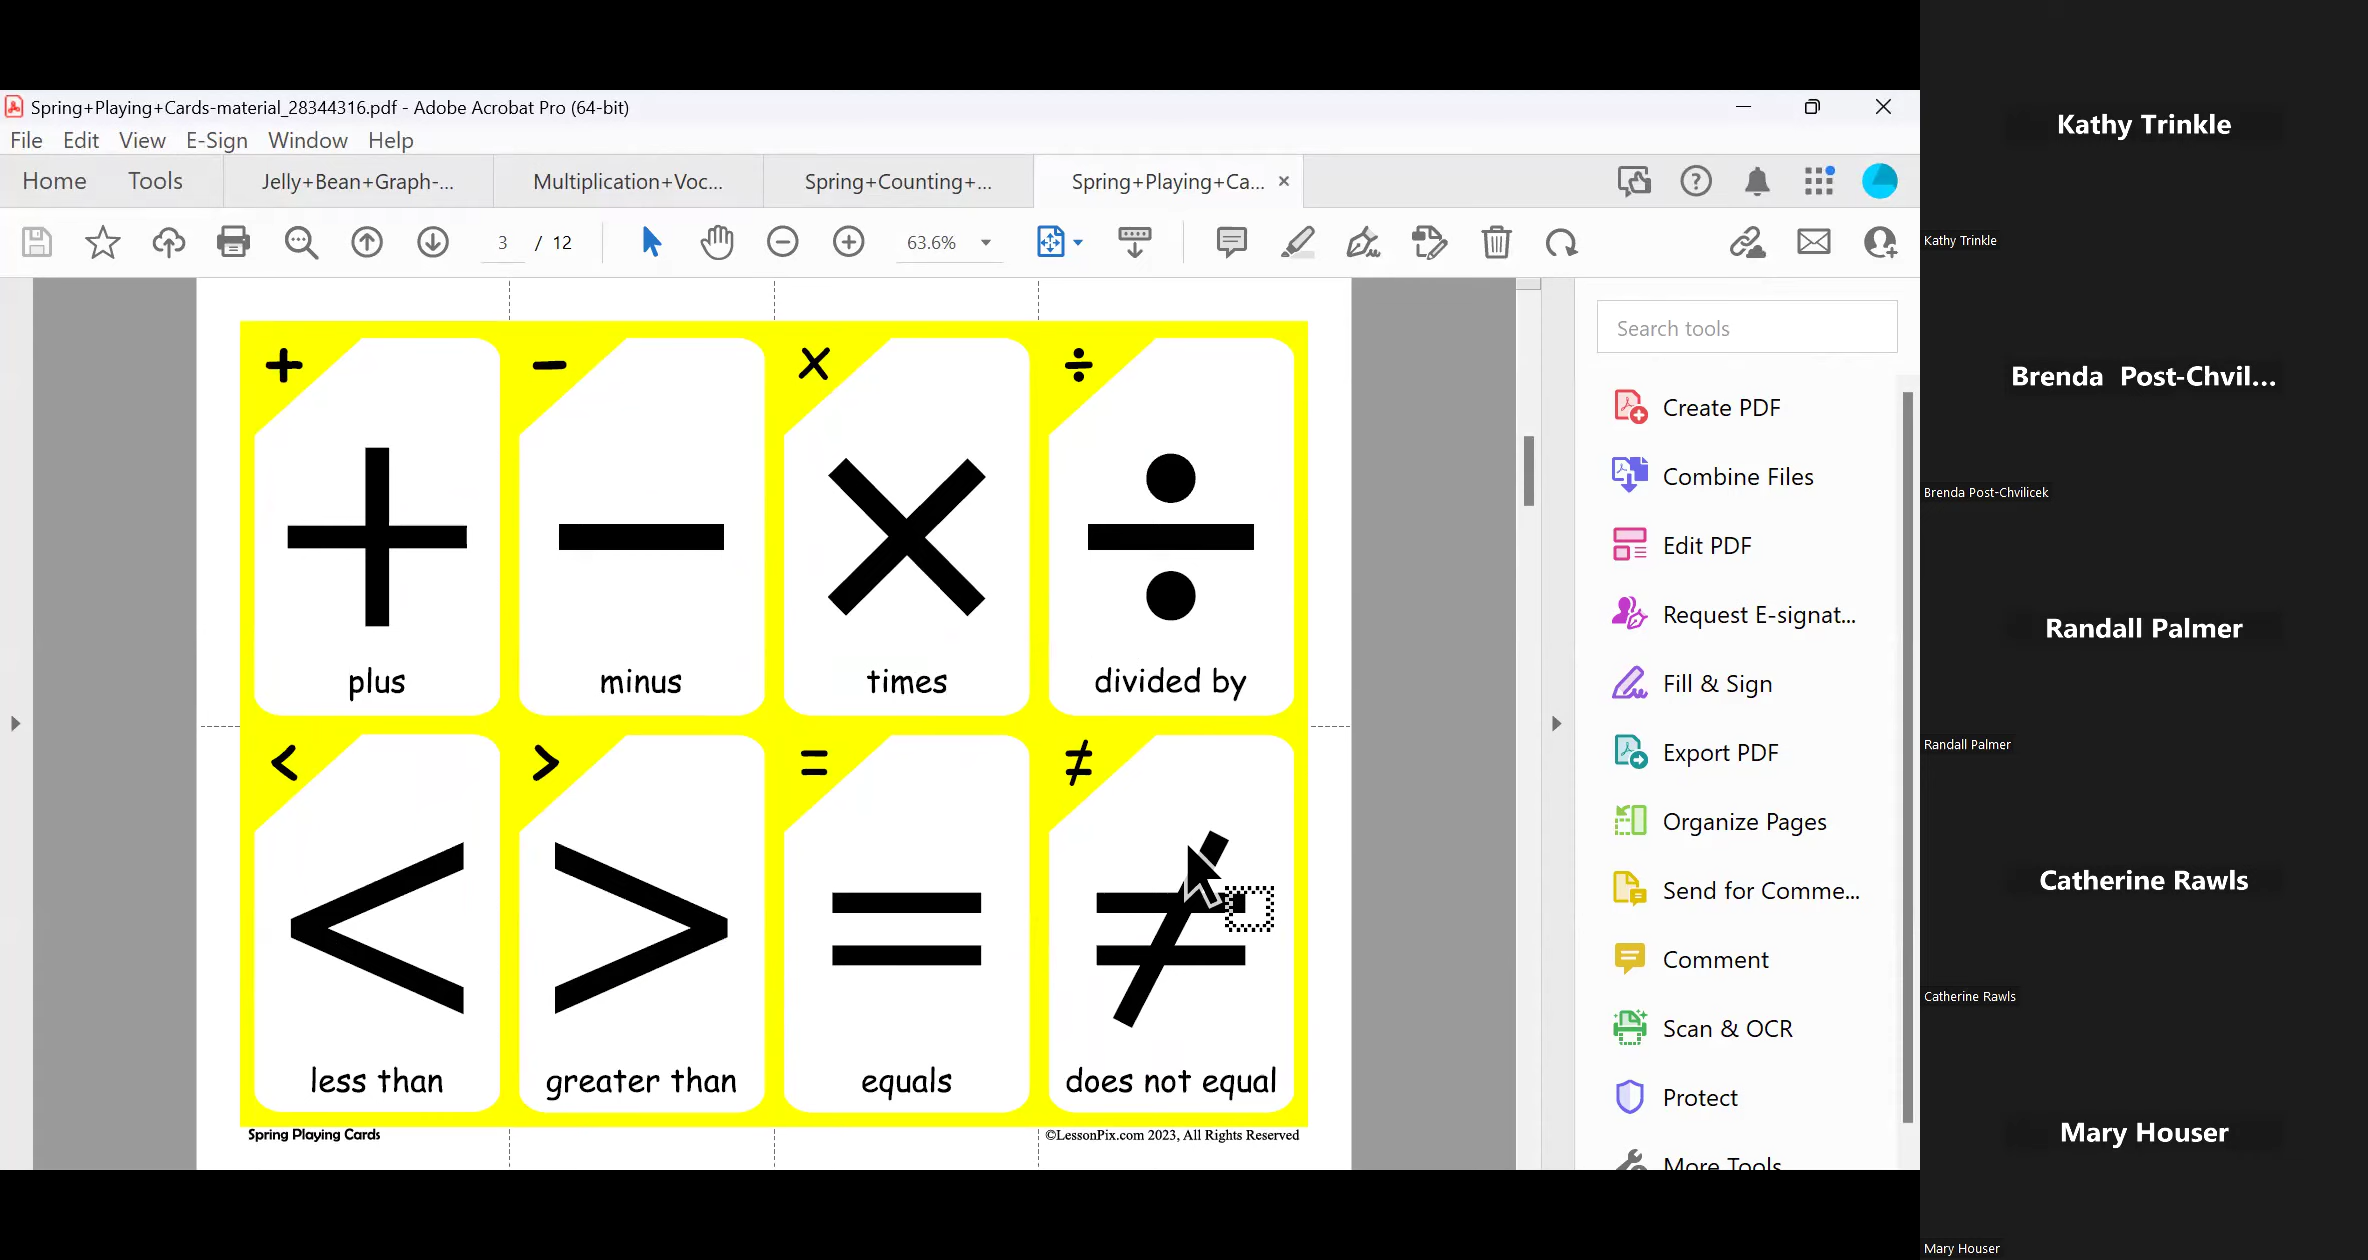 Spring+Playing+Cards-material_28344316.pdf - Adobe Acrobat Pro (64-bit)
File Edit View E-Sign Window Help
Home Tools Jelly+Bean+Graph-... Multiplication+Voc... Spring+Counting+... Spring+Playing+Ca... ×
3 / 12 63.6%
+ - × ÷
+ − × ÷
plus minus times divided by
< > = ≠
< > = ≠
less than greater than equals does not equal
Spring Playing Cards ©LessonPix.com 2023, All Rights Reserved
Search tools
Create PDF
Combine Files
Edit PDF
Request E-signat...
Fill & Sign
Export PDF
Organize Pages
Send for Comme...
Comment
Scan & OCR
Protect
More Tools
Kathy Trinkle
Kathy Trinkle
Brenda Post-Chvil...
Brenda Post-Chvilicek
Randall Palmer
Randall Palmer
Catherine Rawls
Catherine Rawls
Mary Houser
Mary Houser